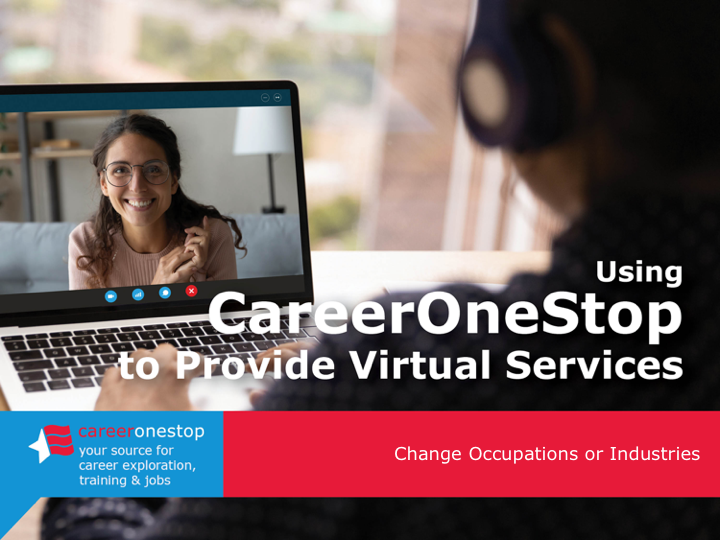 Using
CareerOneStop
to Provide Virtual Services
careeronestop
your source for
career exploration,
training & jobs
Change Occupations or Industries